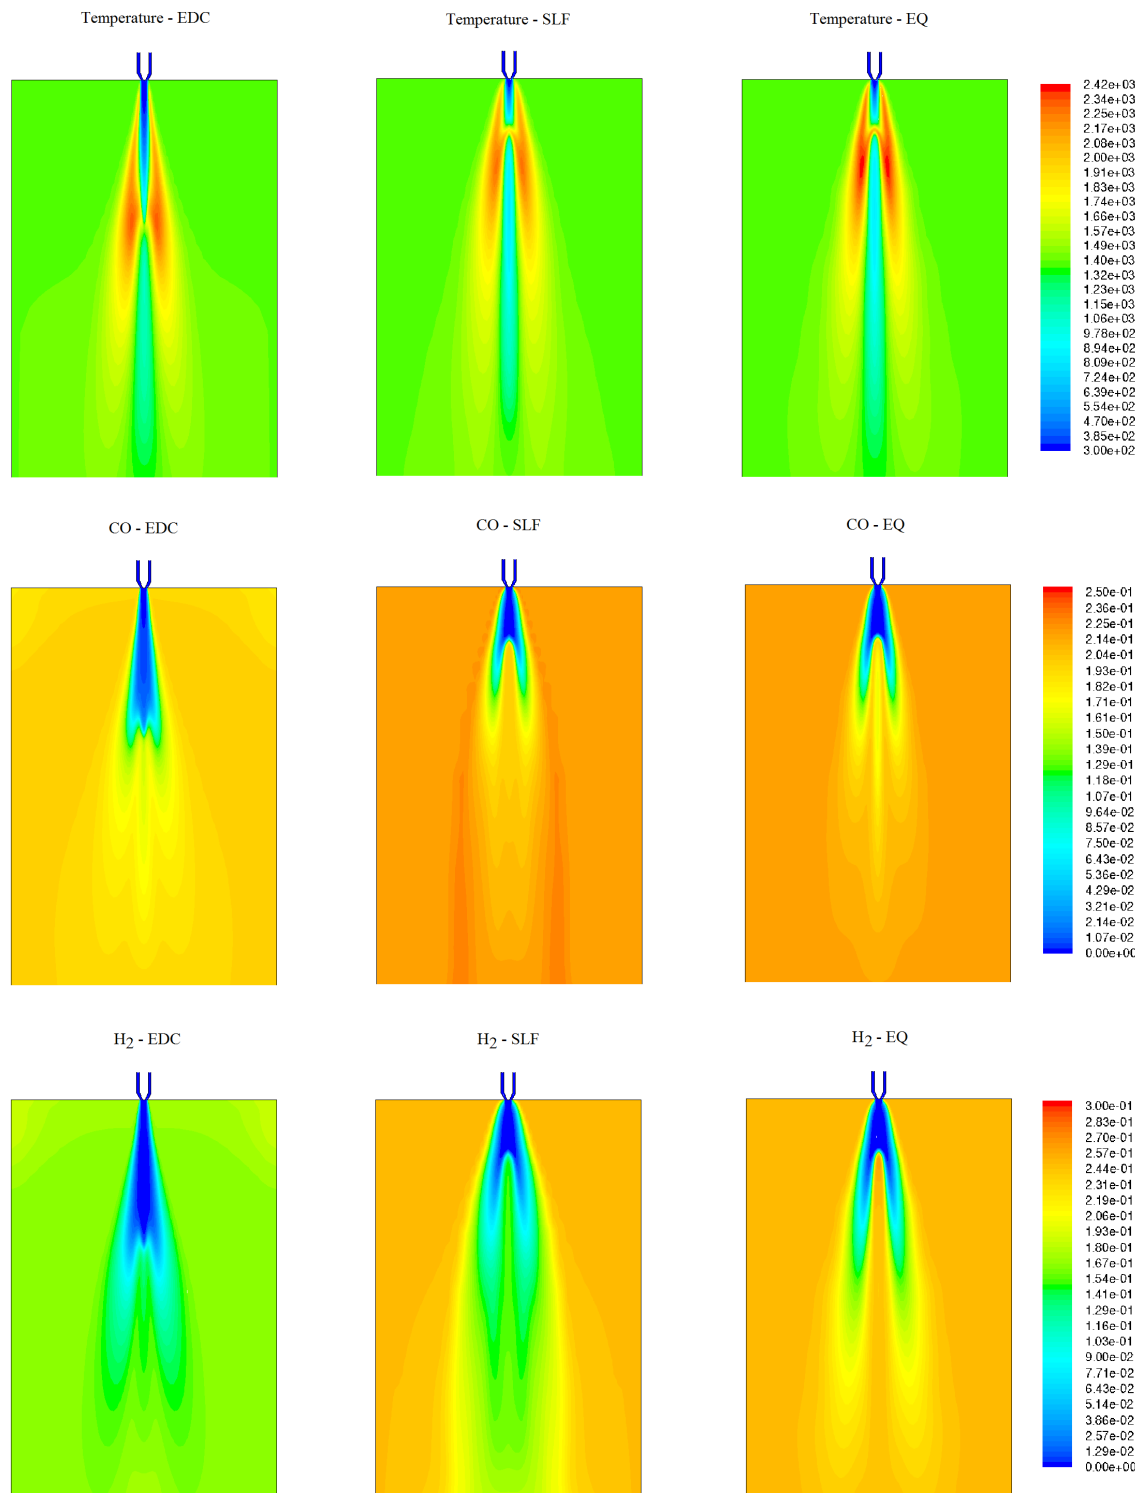 Temperature - EDC
Temperature - SLF
Temperature - EQ
2.42e+03
2.34e+03
2.25e+03
2.17e+03
2.08e+03
2.00e+03
1.91e+03
1.83e+03
1.74e+03
1.66e+03
1.57e+03
1.49e+03
1.40e+03
1.32e+03
1.23e+03
1.15e+03
1.06e+03
9.78e+02
8.94e+02
8.09e+02
7.24e+02
6.39e+02
5.54e+02
4.70e+02
3.85e+02
3.00e+02
CO - EDC
CO - SLF
CO - EQ
2.50e-01
2.36e-01
2.25e-01
2.14e-01
2.04e-01
1.93e-01
1.82e-01
1.71e-01
1.61e-01
1.50e-01
1.39e-01
1.29e-01
1.18e-01
1.07e-01
9.64e-02
8.57e-02
7.50e-02
6.43e-02
5.36e-02
4.29e-02
3.21e-02
2.14e-02
1.07e-02
0.00e+00
H2 - EDC
H2 - SLF
H2 - EQ
3.00e-01
2.83e-01
2.70e-01
2.57e-01
2.44e-01
2.31e-01
2.19e-01
2.06e-01
1.93e-01
1.80e-01
1.67e-01
1.54e-01
1.41e-01
1.29e-01
1.16e-01
1.03e-01
9.00e-02
7.71e-02
6.43e-02
5.14e-02
3.86e-02
2.57e-02
1.29e-02
0.00e+00